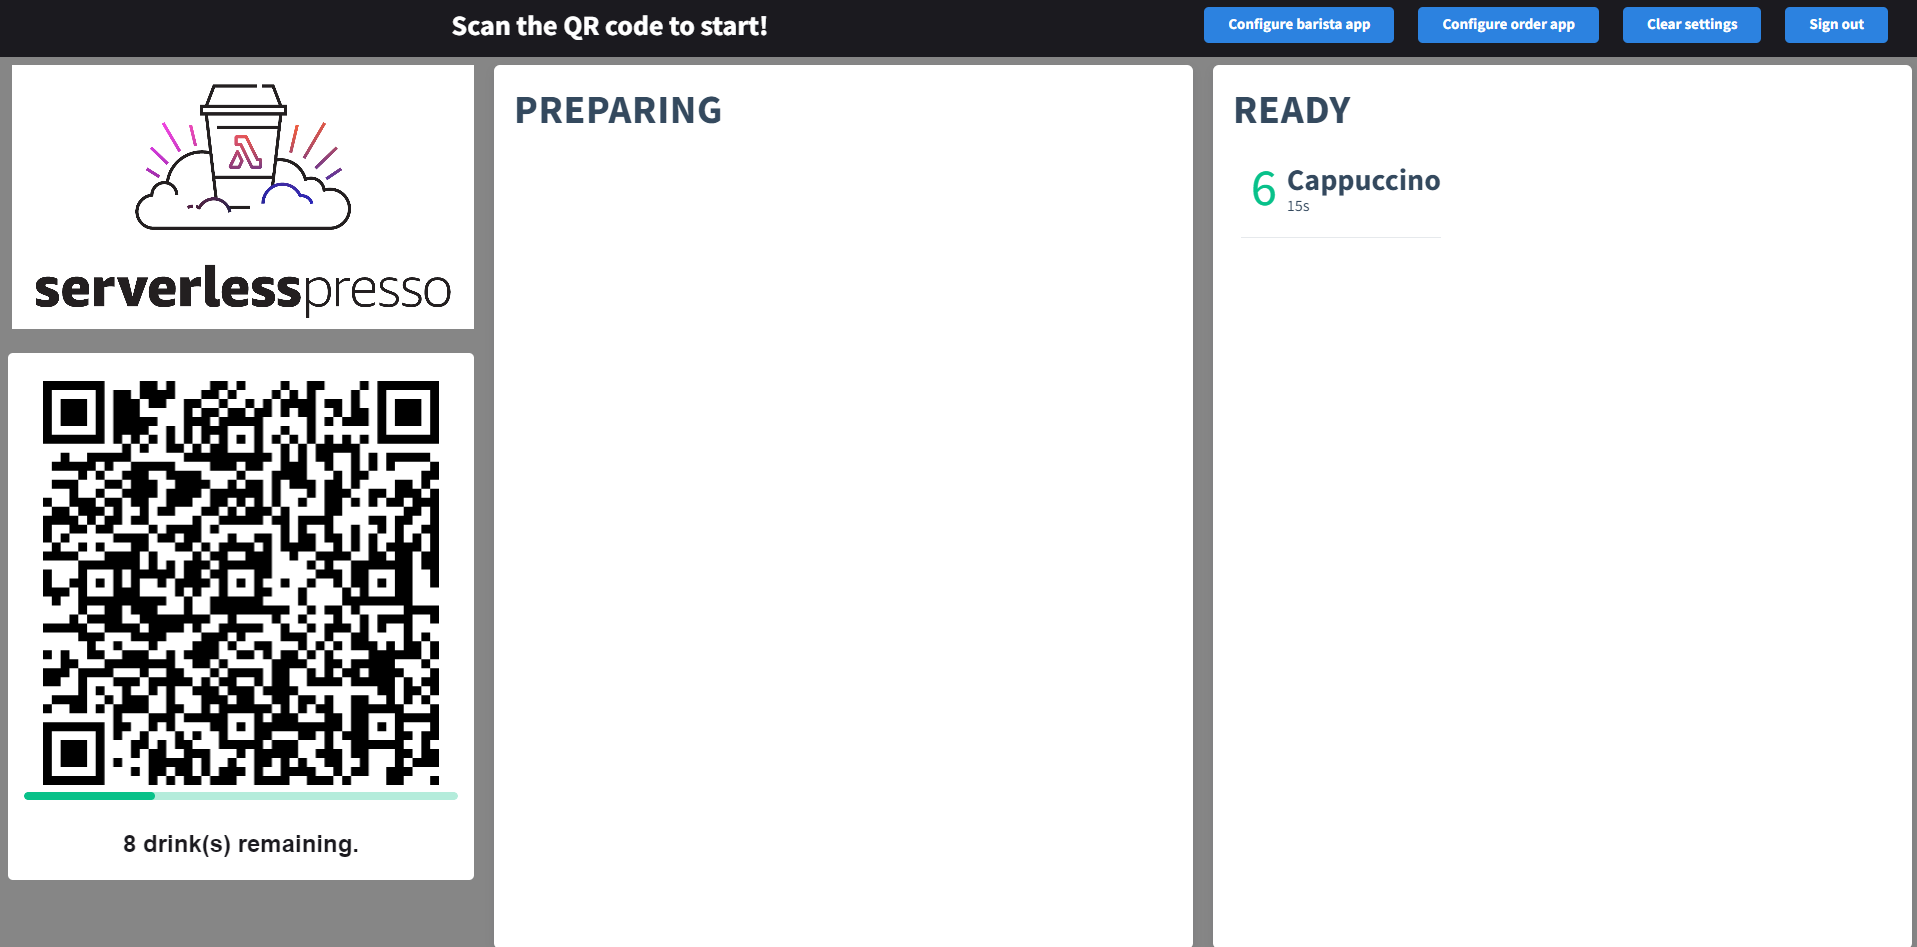 Scan the QR code to start!
Configure barista app
Configure order app
Clear settings
Sign out
serverlesspresso
8 drink(s) remaining.
PREPARING
READY
6 Cappuccino
15s